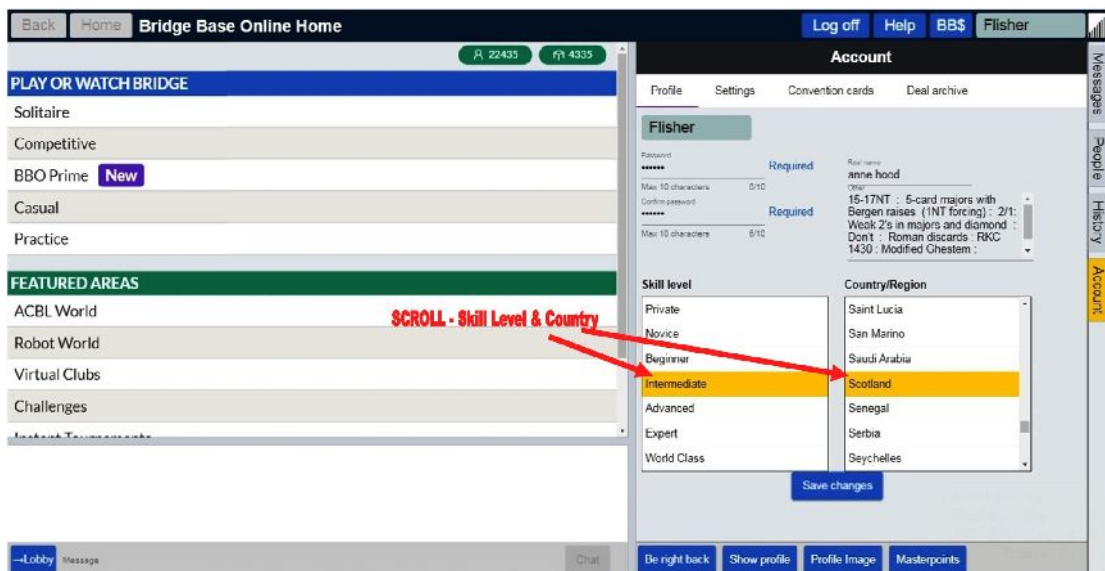 Back Home Bridge Base Online Home Log off Help BB$ Flisher
22435 4335
PLAY OR WATCH BRIDGE
Solitaire
Competitive
BBO Prime New
Casual
Practice
FEATURED AREAS
ACBL World
Robot World
Virtual Clubs
Challenges
Instant Tournaments
SCROLL - Skill Level & Country
→Lobby Message Chat
Account
Profile Settings Convention cards Deal archive
Flisher
Password
••••••
Required
Max 10 characters 0/10
Confirm password
••••••
Required
Max 10 characters 6/10
Real name
anne hood
Other
15-17NT : 5-card majors with
Bergen raises (1NT forcing) : 2/1:
Weak 2's in majors and diamond :
Don't : Roman discards : RKC
1430 : Modified Ghestem :
Skill level
Private
Novice
Beginner
Intermediate
Advanced
Expert
World Class
Country/Region
Saint Lucia
San Marino
Saudi Arabia
Scotland
Senegal
Serbia
Seychelles
Save changes
Be right back Show profile Profile Image Masterpoints
Messages
People
History
Account